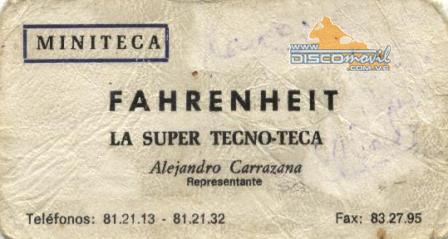 MINITECA
www.
DISCOmovil
.COM.VE
FAHRENHEIT
LA SUPER TECNO-TECA
Alejandro Carrazana
Representante
Teléfonos: 81.21.13 - 81.21.32
Fax: 83.27.95